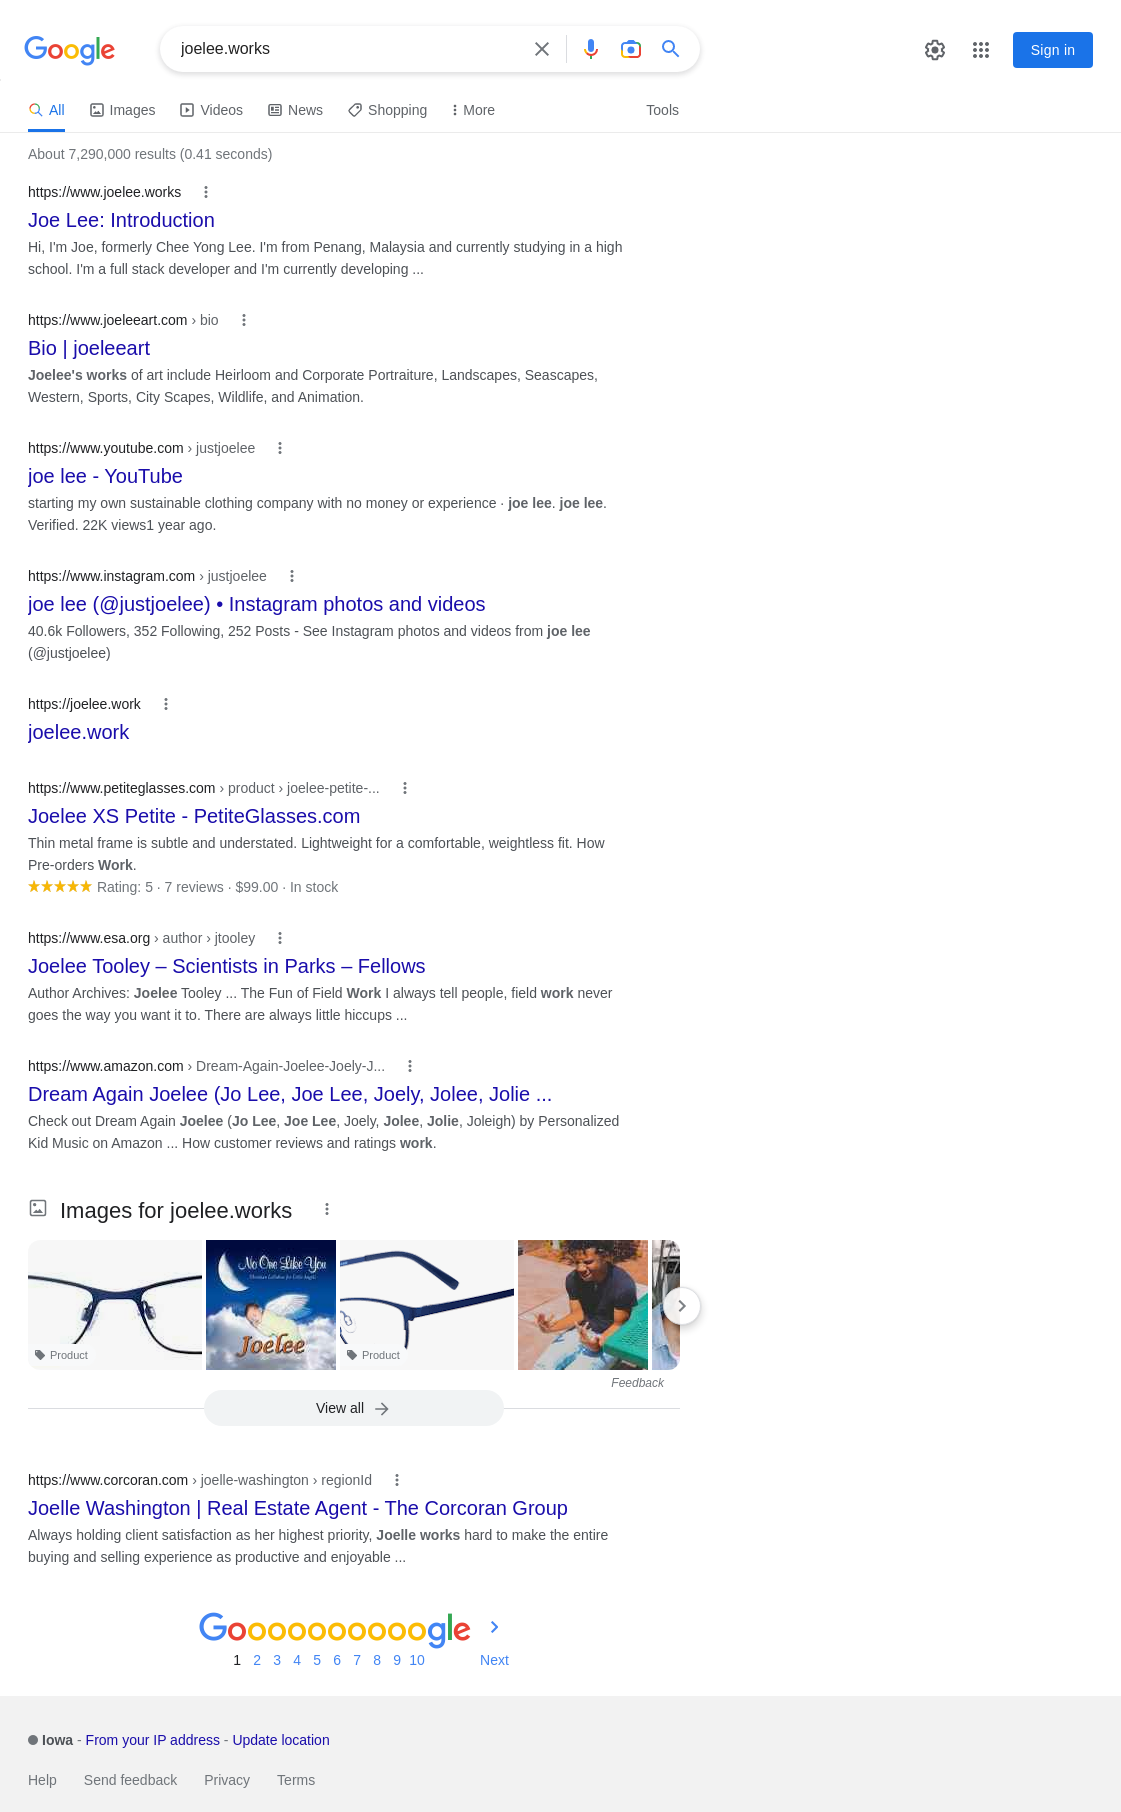 Google
joelee.works
Sign in
All Images Videos News Shopping More Tools
About 7,290,000 results (0.41 seconds)
https://www.joelee.works
Joe Lee: Introduction
Hi, I'm Joe, formerly Chee Yong Lee. I'm from Penang, Malaysia and currently studying in a high
school. I'm a full stack developer and I'm currently developing ...
https://www.joeleeart.com › bio
Bio | joeleeart
Joelee's works of art include Heirloom and Corporate Portraiture, Landscapes, Seascapes,
Western, Sports, City Scapes, Wildlife, and Animation.
https://www.youtube.com › justjoelee
joe lee - YouTube
starting my own sustainable clothing company with no money or experience · joe lee. joe lee.
Verified. 22K views1 year ago.
https://www.instagram.com › justjoelee
joe lee (@justjoelee) • Instagram photos and videos
40.6k Followers, 352 Following, 252 Posts - See Instagram photos and videos from joe lee
(@justjoelee)
https://joelee.work
joelee.work
https://www.petiteglasses.com › product › joelee-petite-...
Joelee XS Petite - PetiteGlasses.com
Thin metal frame is subtle and understated. Lightweight for a comfortable, weightless fit. How
Pre-orders Work.
Rating: 5 · 7 reviews · $99.00 · In stock
https://www.esa.org › author › jtooley
Joelee Tooley – Scientists in Parks – Fellows
Author Archives: Joelee Tooley ... The Fun of Field Work I always tell people, field work never
goes the way you want it to. There are always little hiccups ...
https://www.amazon.com › Dream-Again-Joelee-Joely-J...
Dream Again Joelee (Jo Lee, Joe Lee, Joely, Jolee, Jolie ...
Check out Dream Again Joelee (Jo Lee, Joe Lee, Joely, Jolee, Jolie, Joleigh) by Personalized
Kid Music on Amazon ... How customer reviews and ratings work.
Images for joelee.works
No One Like You
Joelee
Product
Product
Feedback
View all
https://www.corcoran.com › joelle-washington › regionId
Joelle Washington | Real Estate Agent - The Corcoran Group
Always holding client satisfaction as her highest priority, Joelle works hard to make the entire
buying and selling experience as productive and enjoyable ...
Goooooooooogle
1 2 3 4 5 6 7 8 9 10 Next
Iowa - From your IP address - Update location
Help Send feedback Privacy Terms